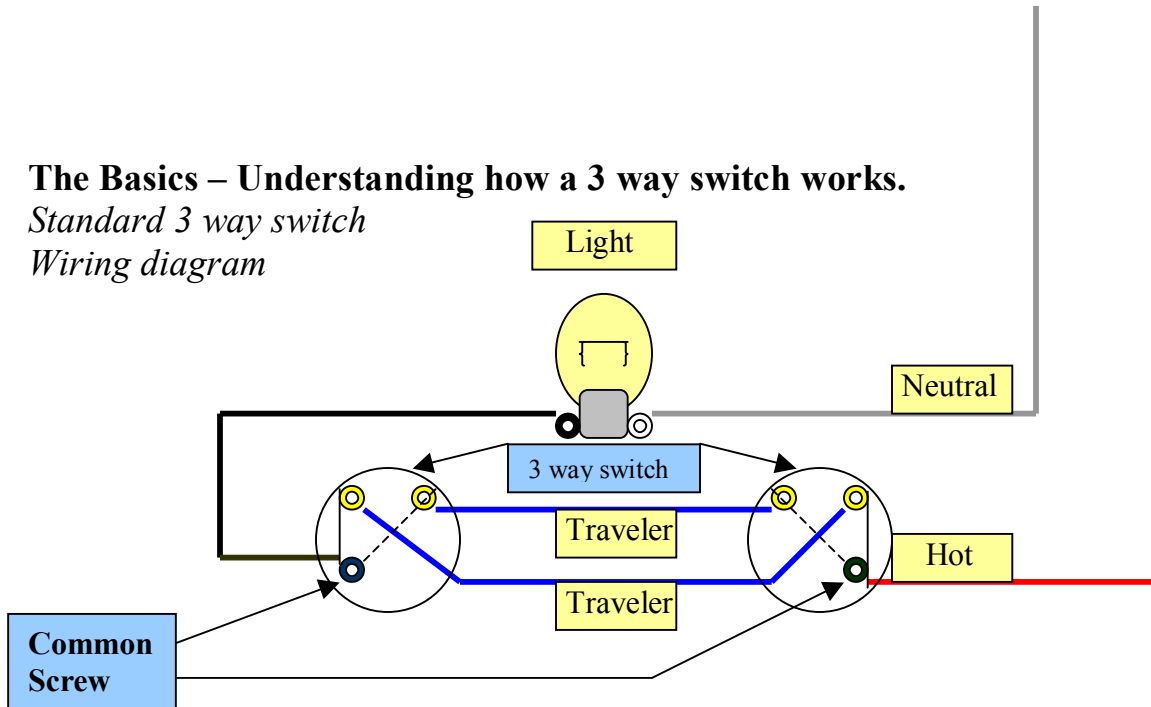 The Basics – Understanding how a 3 way switch works.
Standard 3 way switch
Wiring diagram
Light
Neutral
3 way switch
Traveler
Hot
Traveler
Common
Screw